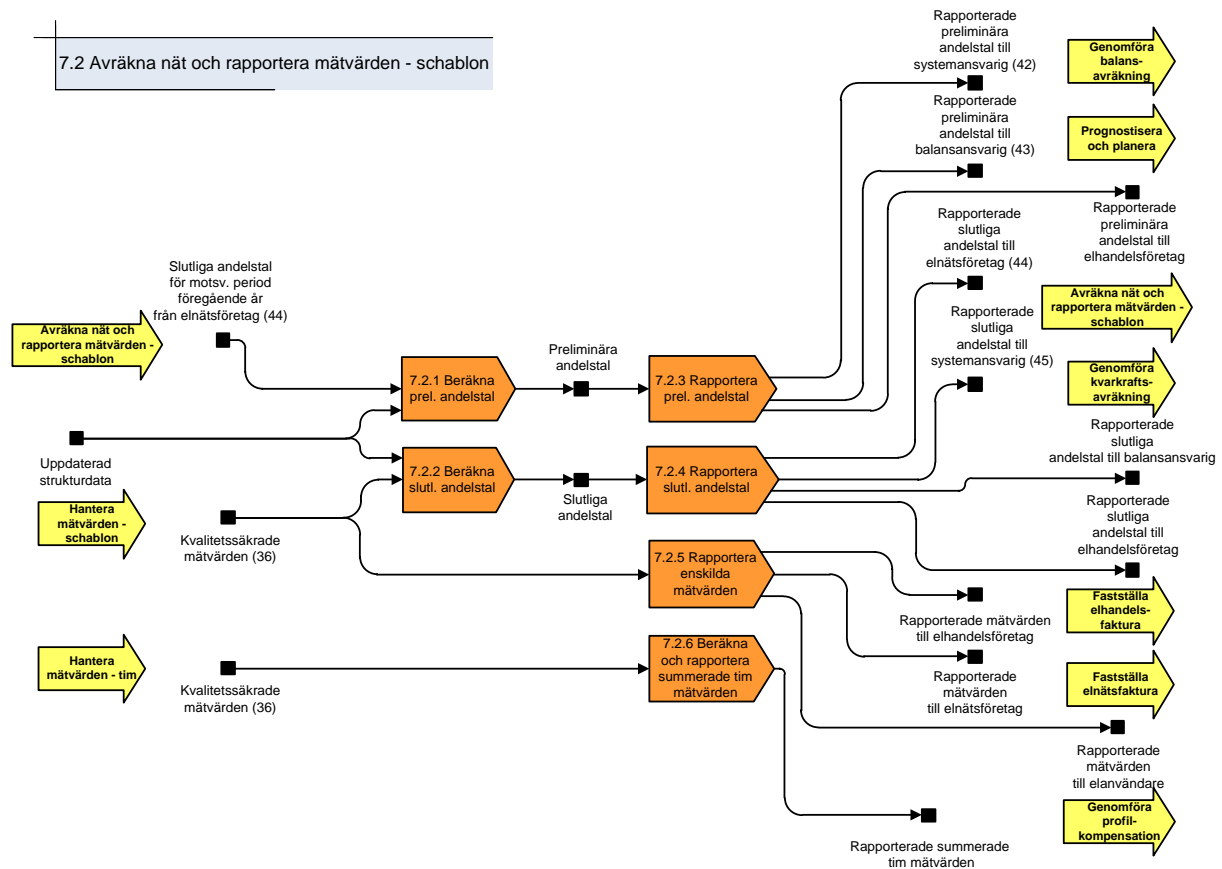 7.2 Avräkna nät och rapportera mätvärden - schablon
Rapporterade
preliminära
andelstal till
systemansvarig (42)
Genomföra
balans-
avräkning
Rapporterade
preliminära
andelstal till
balansansvarig (43)
Prognostisera
och planera
Rapporterade
preliminära
andelstal till
elhandelsföretag
Rapporterade
slutliga
andelstal till
elnätsföretag (44)
Slutliga andelstal
för motsv. period
föregående år
från elnätsföretag (44)
Avräkna nät och
rapportera mätvärden -
schablon
Avräkna nät och
rapportera mätvärden -
schablon
Rapporterade
slutliga
andelstal till
systemansvarig (45)
7.2.1 Beräkna
prel. andelstal
Preliminära
andelstal
7.2.3 Rapportera
prel. andelstal
Genomföra
kvarkrafts-
avräkning
Rapporterade
slutliga
andelstal till balansansvarig
Uppdaterad
strukturdata
7.2.2 Beräkna
slutl. andelstal
Slutliga
andelstal
7.2.4 Rapportera
slutl. andelstal
Rapporterade
slutliga
andelstal till
elhandelsföretag
Hantera
mätvärden -
schablon
Kvalitetssäkrade
mätvärden (36)
7.2.5 Rapportera
enskilda
mätvärden
Rapporterade mätvärden
till elhandelsföretag
Fastställa
elhandels-
faktura
Hantera
mätvärden - tim
Kvalitetssäkrade
mätvärden (36)
7.2.6 Beräkna
och rapportera
summerade tim
mätvärden
Rapporterade
mätvärden
till elnätsföretag
Fastställa
elnätsfaktura
Rapporterade
mätvärden
till elanvändare
Genomföra
profil-
kompensation
Rapporterade summerade
tim mätvärden